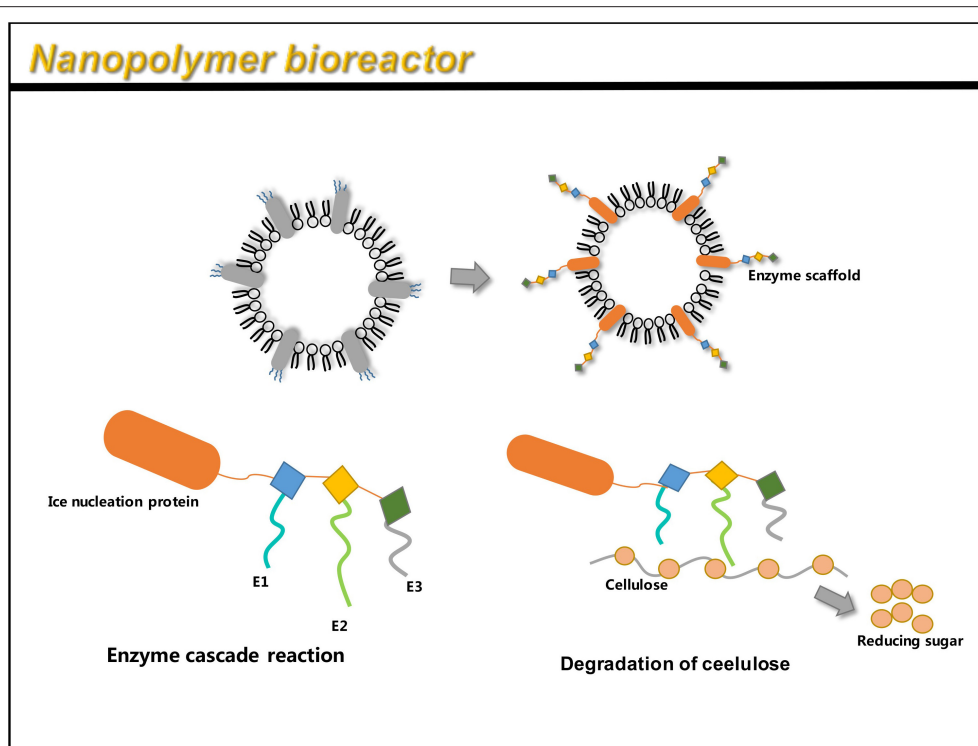 Nanopolymer bioreactor
Enzyme scaffold
Ice nucleation protein
E1
E2
E3
Enzyme cascade reaction
Cellulose
Reducing sugar
Degradation of ceelulose